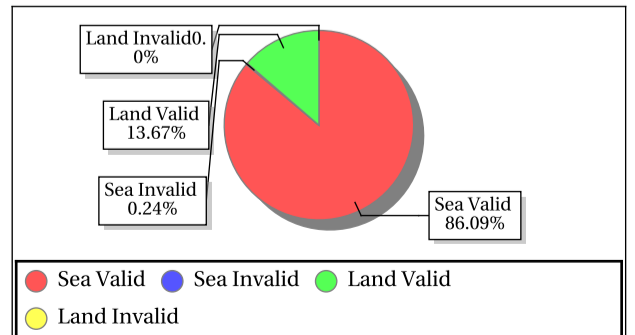 Land Invalid0.
0%
Land Valid
13.67%
Sea Invalid
0.24%
Sea Valid
86.09%
Sea Valid Sea Invalid Land Valid
Land Invalid